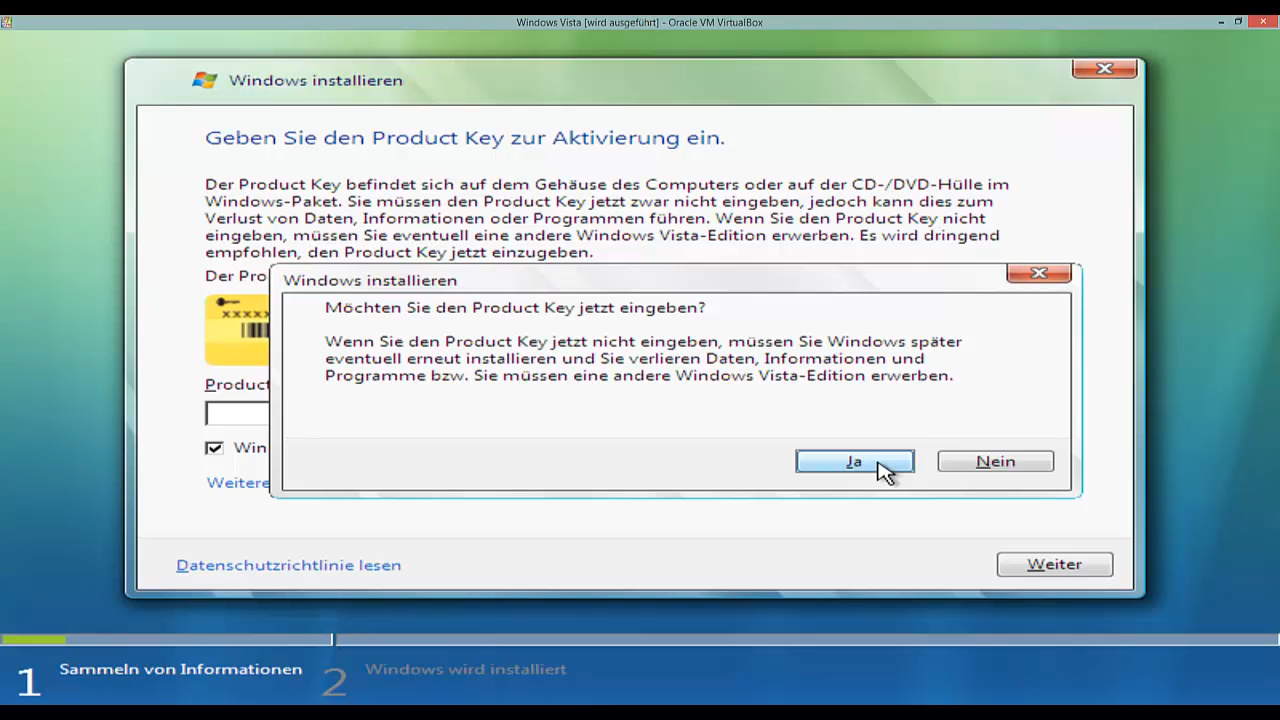 Windows Vista [wird ausgeführt] - Oracle VM VirtualBox
Windows installieren
Geben Sie den Product Key zur Aktivierung ein.
Der Product Key befindet sich auf dem Gehäuse des Computers oder auf der CD-/DVD-Hülle im
Windows-Paket. Sie müssen den Product Key jetzt zwar nicht eingeben, jedoch kann dies zum
Verlust von Daten, Informationen oder Programmen führen. Wenn Sie den Product Key nicht
eingeben, müssen Sie eventuell eine andere Windows Vista-Edition erwerben. Es wird dringend
empfohlen, den Product Key jetzt einzugeben.
Der Pro
Windows installieren
Möchten Sie den Product Key jetzt eingeben?
Wenn Sie den Product Key jetzt nicht eingeben, müssen Sie Windows später
eventuell erneut installieren und Sie verlieren Daten, Informationen und
Programme bzw. Sie müssen eine andere Windows Vista-Edition erwerben.
Ja
Nein
XXXXX
Product
Win
Weitere
Datenschutzrichtlinie lesen
Weiter
1 Sammeln von Informationen
2 Windows wird installiert